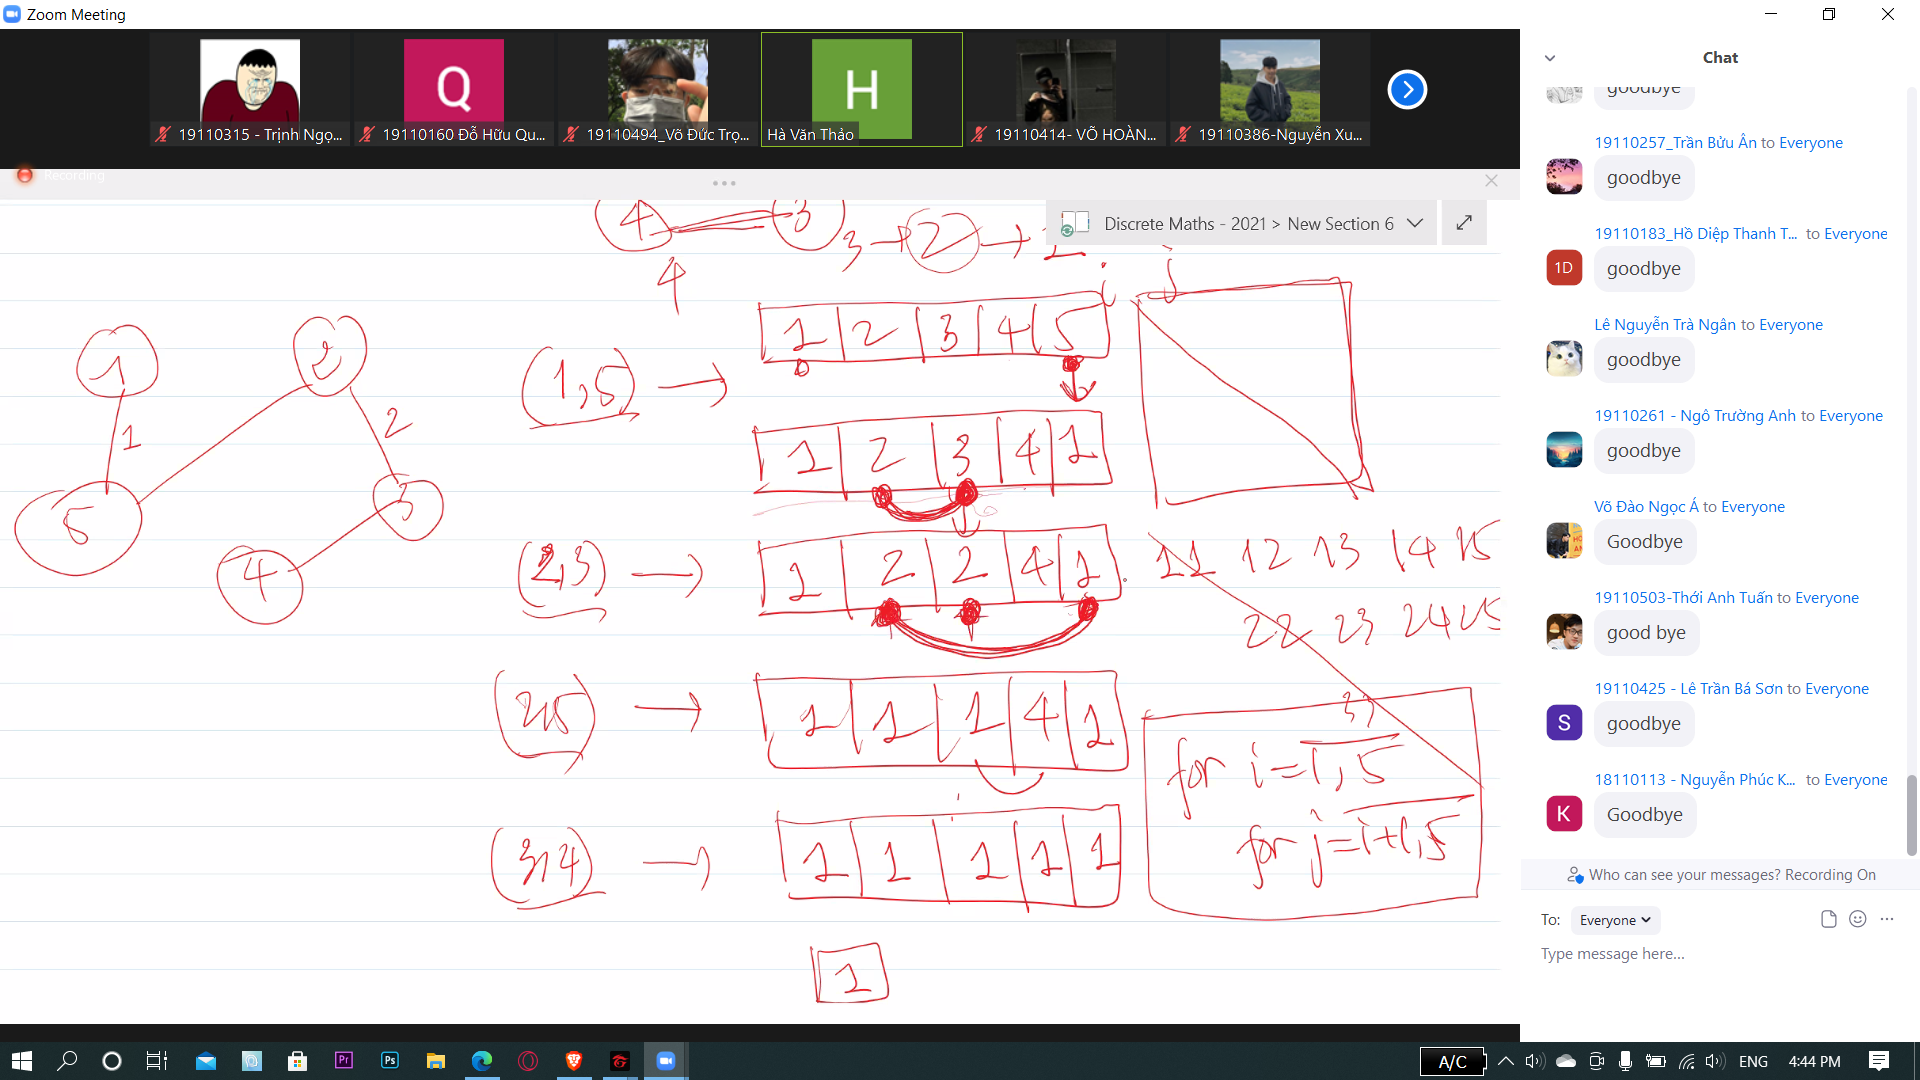 Zoom Meeting
19110315 - Trịnh Ngọ...
19110160 Đỗ Hữu Qu...
19110494_Võ Đức Trọ...
Hà Văn Thảo
19110414- VÕ HOÀN...
19110386-Nguyễn Xu...
Q
H
Recording
Discrete Maths - 2021 > New Section 6
4 3
3 → 2 → 1
4
i j
1 2 3 4 5
(1,5) →
1 2 3 4 1
(2,3) →
1 2 2 4 1
(2,5) →
1 1 1 4 1
(3,4) →
1 1 1 1 1
1
1 2
1 2
5 3
4
11 12 13 14 15
22 23 24 25
33
for i = 1,5
for j = i+1,5
Chat
goodbye
19110257_Trần Bửu Ân to Everyone
goodbye
19110183_Hồ Diệp Thanh T... to Everyone
1D
goodbye
Lê Nguyễn Trà Ngân to Everyone
goodbye
19110261 - Ngô Trường Anh to Everyone
goodbye
Võ Đào Ngọc Á to Everyone
Goodbye
19110503-Thới Anh Tuấn to Everyone
good bye
19110425 - Lê Trần Bá Sơn to Everyone
S
goodbye
18110113 - Nguyễn Phúc K... to Everyone
K
Goodbye
Who can see your messages? Recording On
To: Everyone
Type message here...
Pr
Ps
A/C
ENG
4:44 PM